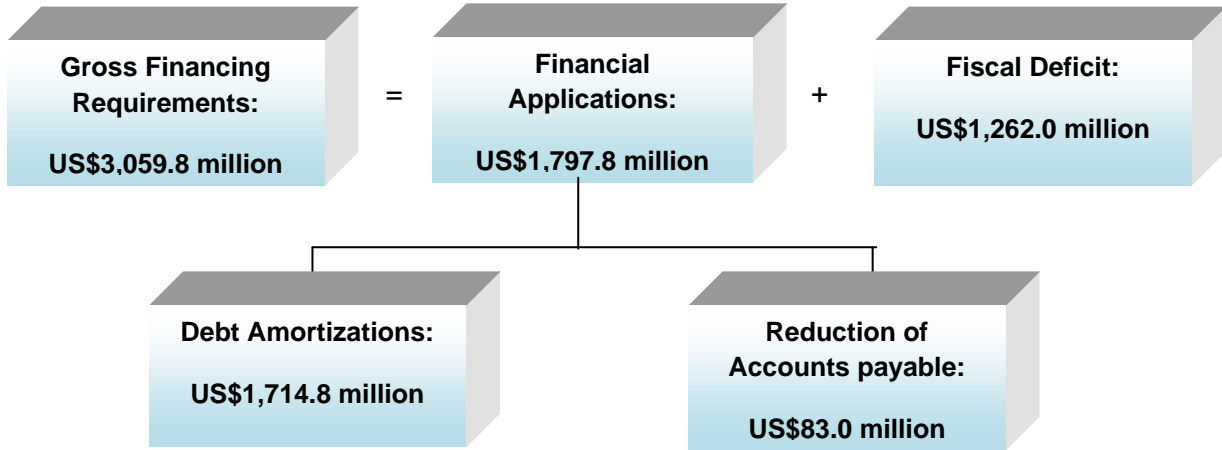 Gross Financing
Requirements:
US$3,059.8 million
=
Financial
Applications:
US$1,797.8 million
+
Fiscal Deficit:
US$1,262.0 million
Debt Amortizations:
US$1,714.8 million
Reduction of
Accounts payable:
US$83.0 million